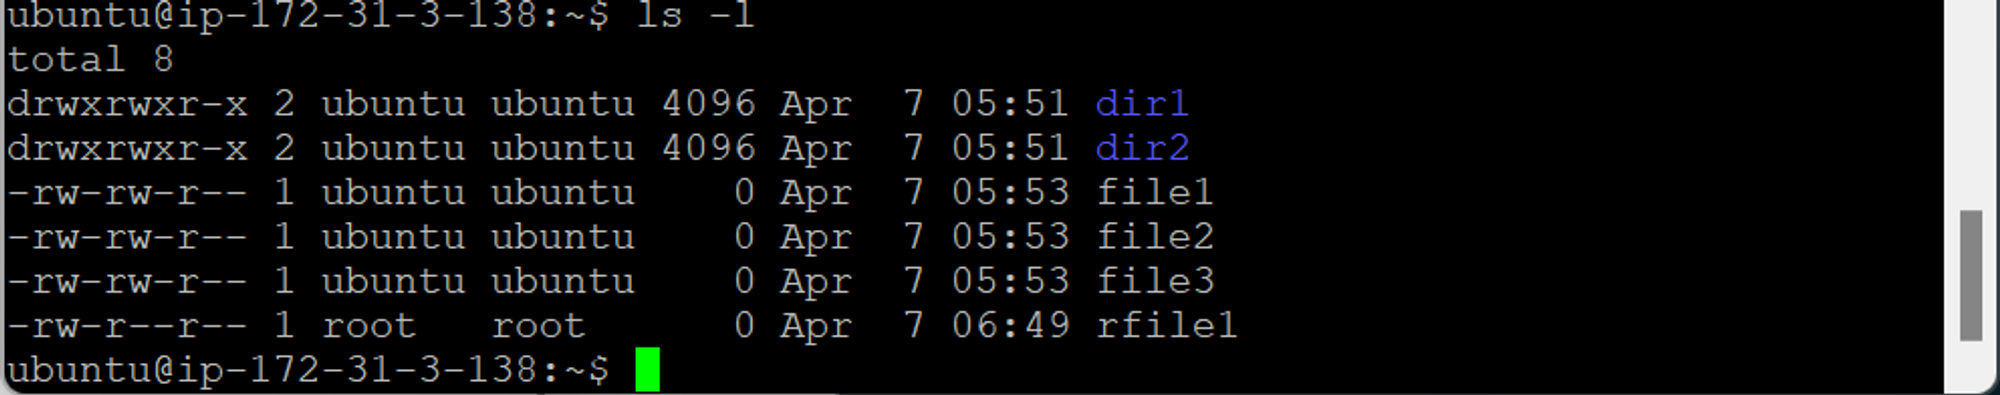 ubuntu@ip-172-31-3-138:~$ ls -l
total 8
drwxrwxr-x 2 ubuntu ubuntu 4096 Apr  7 05:51 dir1
drwxrwxr-x 2 ubuntu ubuntu 4096 Apr  7 05:51 dir2
-rw-rw-r-- 1 ubuntu ubuntu    0 Apr  7 05:53 file1
-rw-rw-r-- 1 ubuntu ubuntu    0 Apr  7 05:53 file2
-rw-rw-r-- 1 ubuntu ubuntu    0 Apr  7 05:53 file3
-rw-r--r-- 1 root   root      0 Apr  7 06:49 rfile1
ubuntu@ip-172-31-3-138:~$